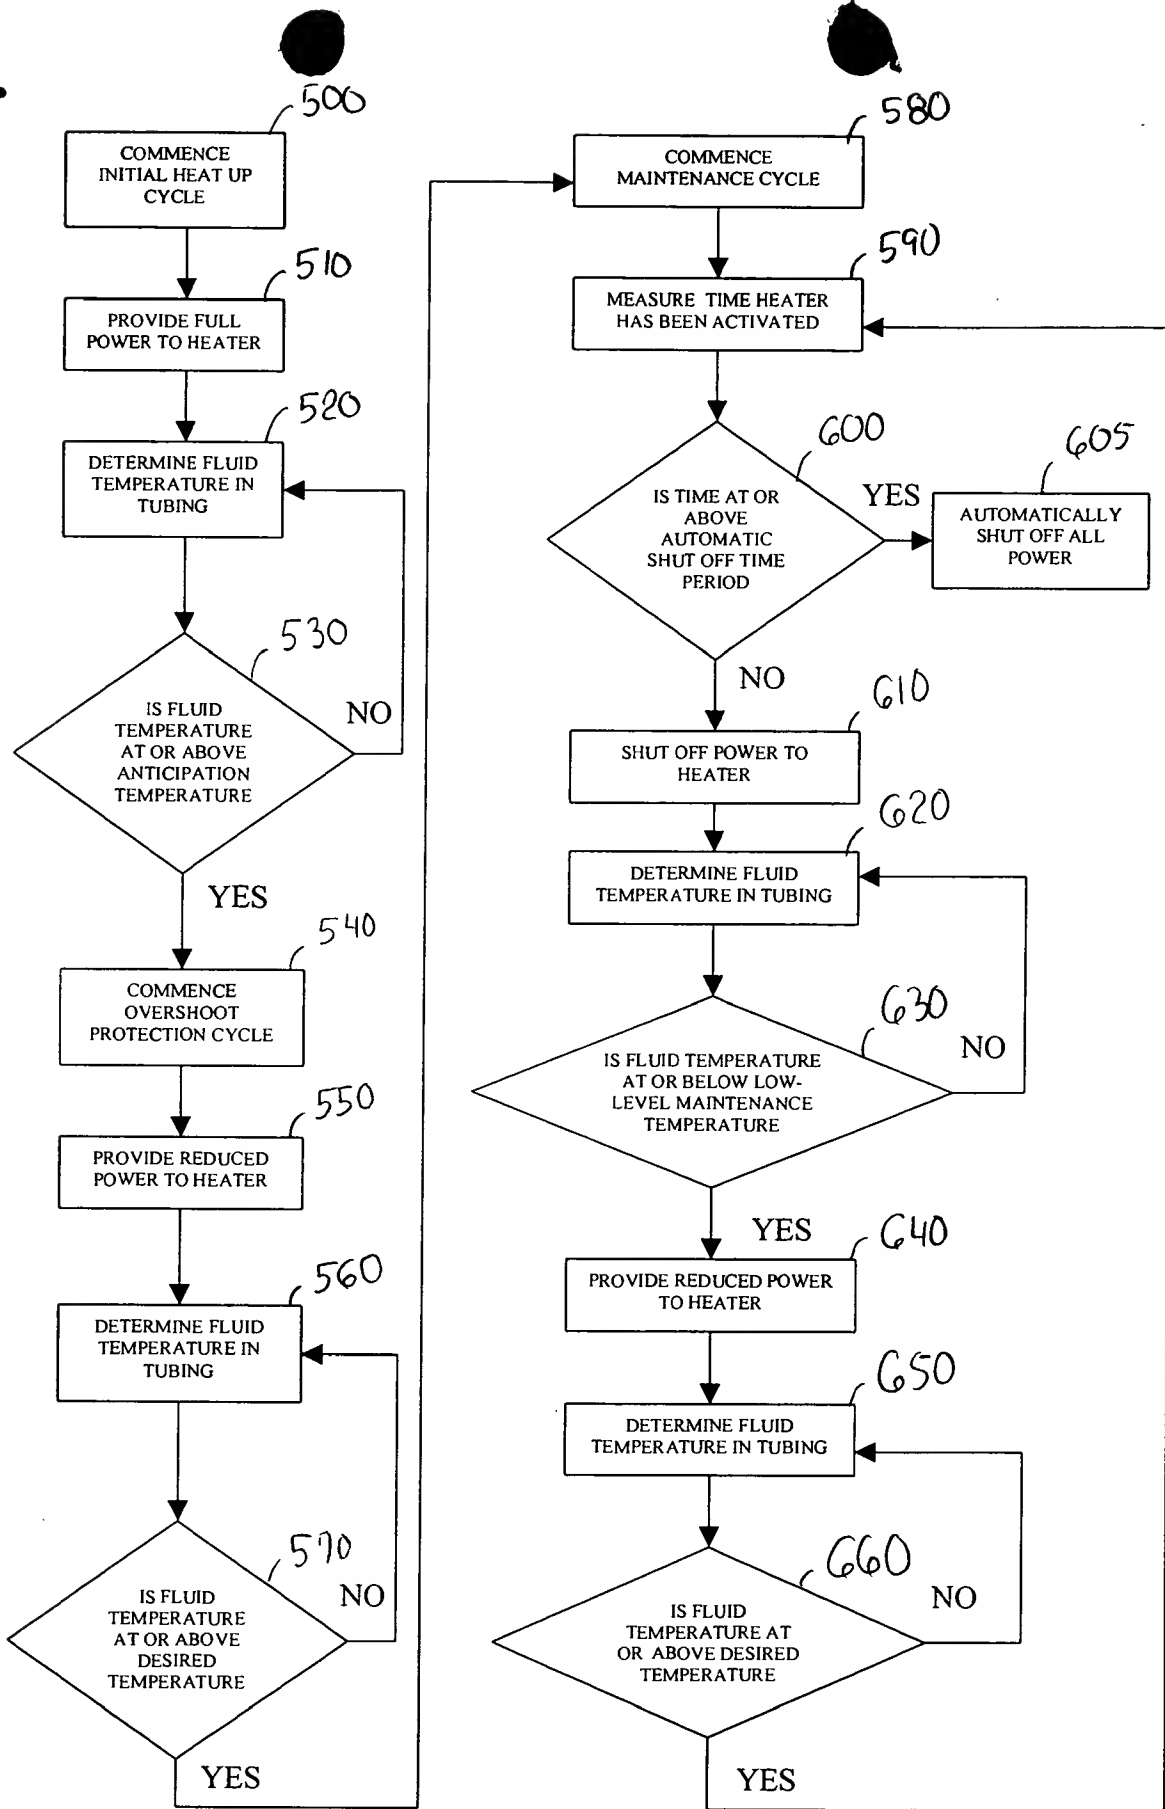 500
COMMENCE
INITIAL HEAT UP
CYCLE
510
PROVIDE FULL
POWER TO HEATER
520
DETERMINE FLUID
TEMPERATURE IN
TUBING
530
IS FLUID
TEMPERATURE
AT OR ABOVE
ANTICIPATION
TEMPERATURE
NO
YES
540
COMMENCE
OVERSHOOT
PROTECTION CYCLE
550
PROVIDE REDUCED
POWER TO HEATER
560
DETERMINE FLUID
TEMPERATURE IN
TUBING
570
IS FLUID
TEMPERATURE
AT OR ABOVE
DESIRED
TEMPERATURE
NO
YES
580
COMMENCE
MAINTENANCE CYCLE
590
MEASURE TIME HEATER
HAS BEEN ACTIVATED
600
IS TIME AT OR
ABOVE
AUTOMATIC
SHUT OFF TIME
PERIOD
YES
605
AUTOMATICALLY
SHUT OFF ALL
POWER
NO
610
SHUT OFF POWER TO
HEATER
620
DETERMINE FLUID
TEMPERATURE IN TUBING
630
IS FLUID TEMPERATURE
AT OR BELOW LOW-
LEVEL MAINTENANCE
TEMPERATURE
NO
YES
640
PROVIDE REDUCED POWER
TO HEATER
650
DETERMINE FLUID
TEMPERATURE IN TUBING
660
IS FLUID
TEMPERATURE AT
OR ABOVE DESIRED
TEMPERATURE
NO
YES